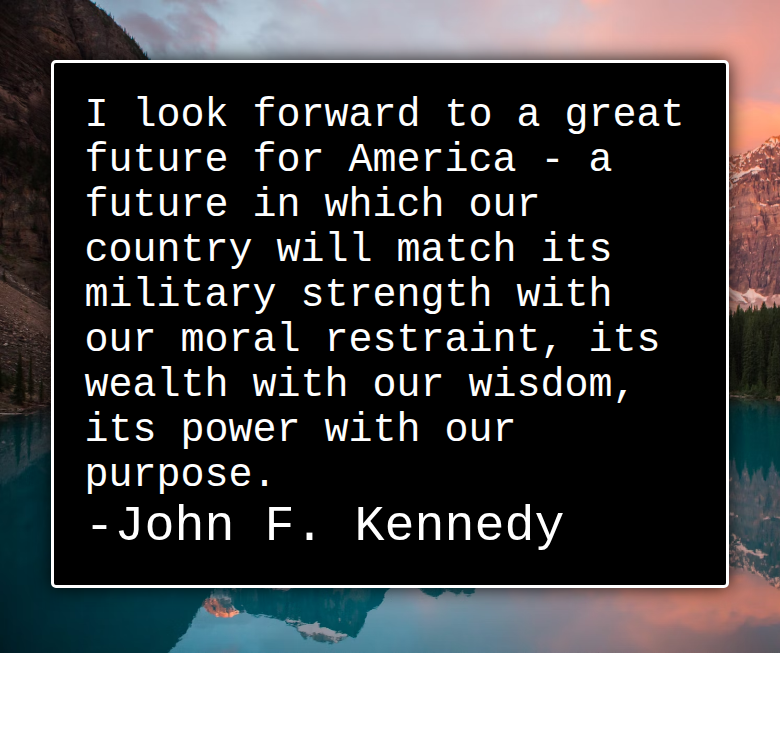 I look forward to a great
future for America - a
future in which our
country will match its
military strength with
our moral restraint, its
wealth with our wisdom,
its power with our
purpose.
-John F. Kennedy